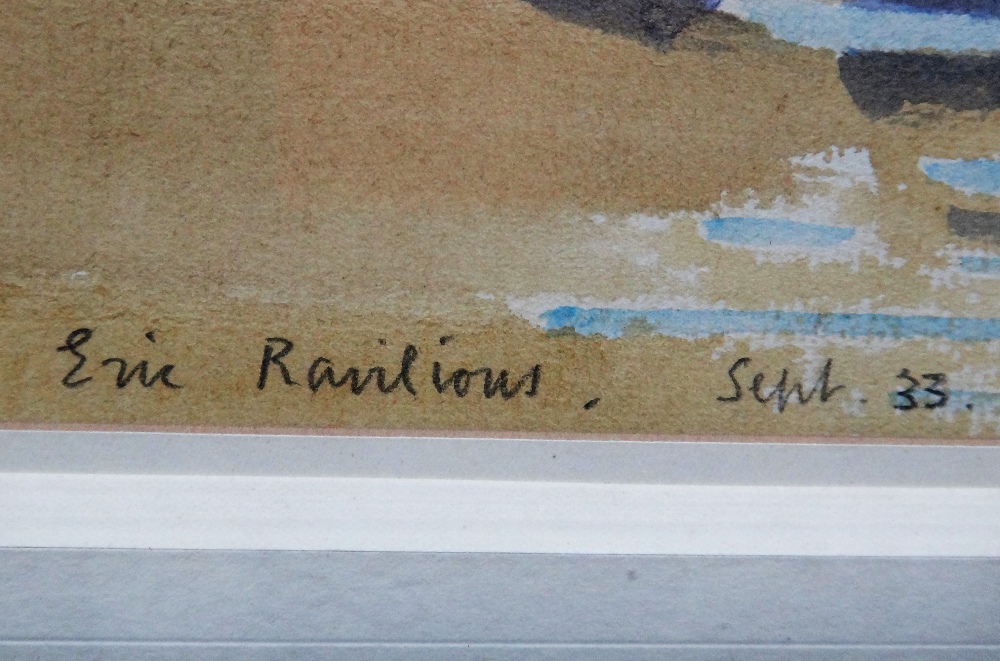 Eric Ravilious, Sept. 33.